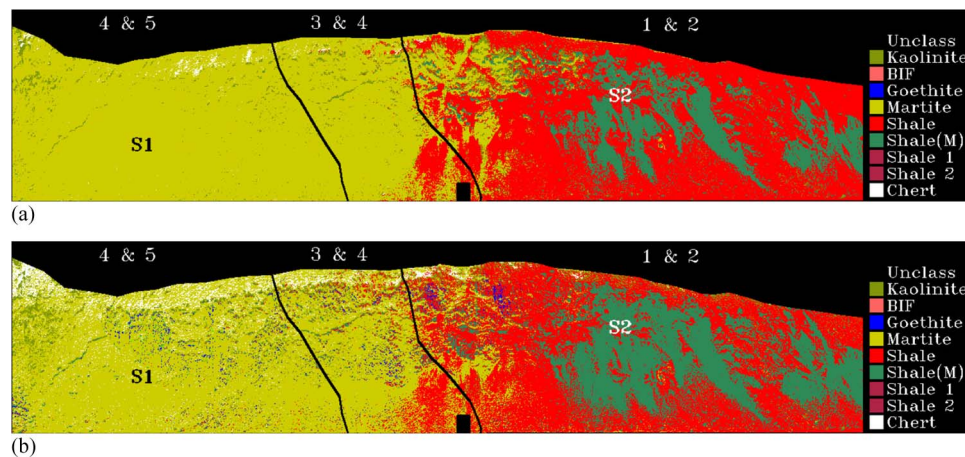 4 & 5 3 & 4 1 & 2
Unclass
Kaolinite
BIF
Goethite
Martite
Shale
Shale(M)
Shale 1
Shale 2
Chert
S1
S2
(a)
4 & 5 3 & 4 1 & 2
Unclass
Kaolinite
BIF
Goethite
Martite
Shale
Shale(M)
Shale 1
Shale 2
Chert
S1
S2
(b)